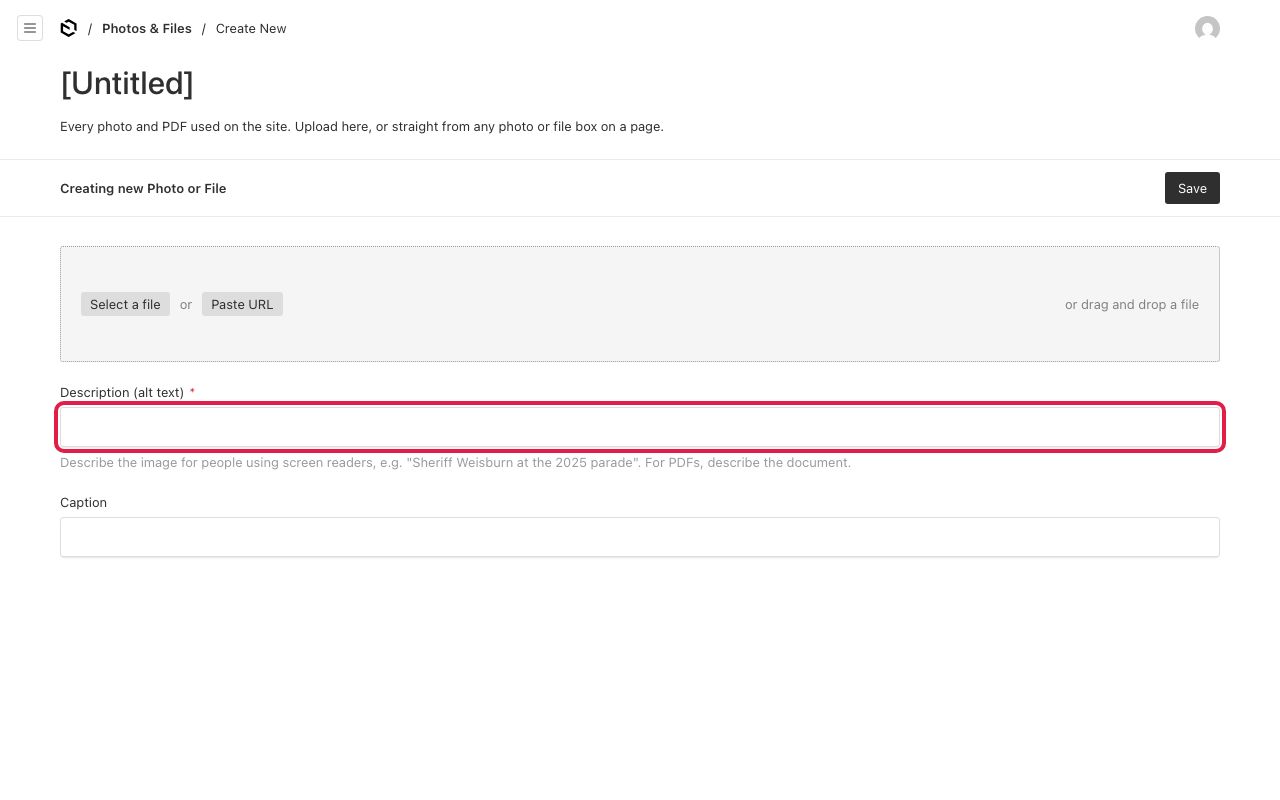 / Photos & Files / Create New
[Untitled]
Every photo and PDF used on the site. Upload here, or straight from any photo or file box on a page.
Creating new Photo or File
Save
Select a file or Paste URL or drag and drop a file
Description (alt text) *
Describe the image for people using screen readers, e.g. "Sheriff Weisburn at the 2025 parade". For PDFs, describe the document.
Caption